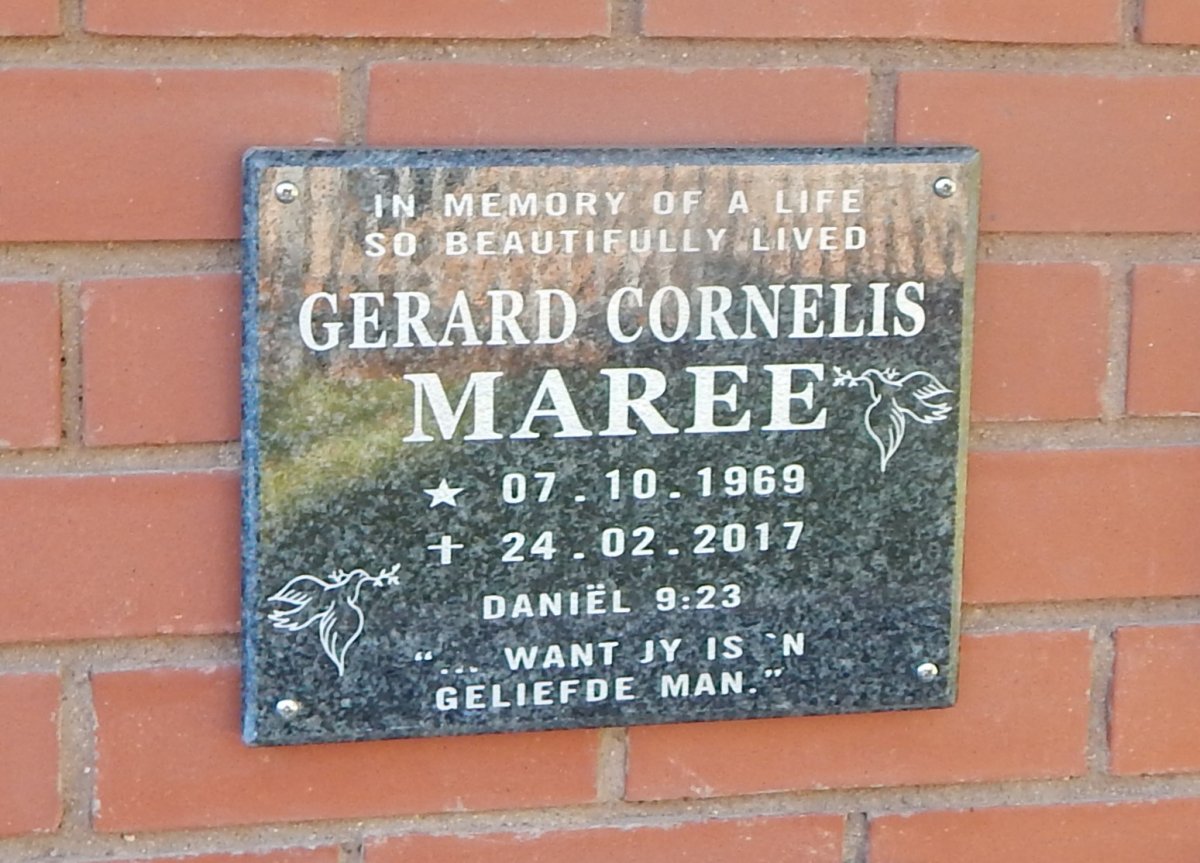 IN MEMORY OF A LIFE
SO BEAUTIFULLY LIVED
GERARD CORNELIS
MAREE
★ 07.10.1969
✝ 24.02.2017
DANIËL 9:23
“... WANT JY IS `N
GELIEFDE MAN.”